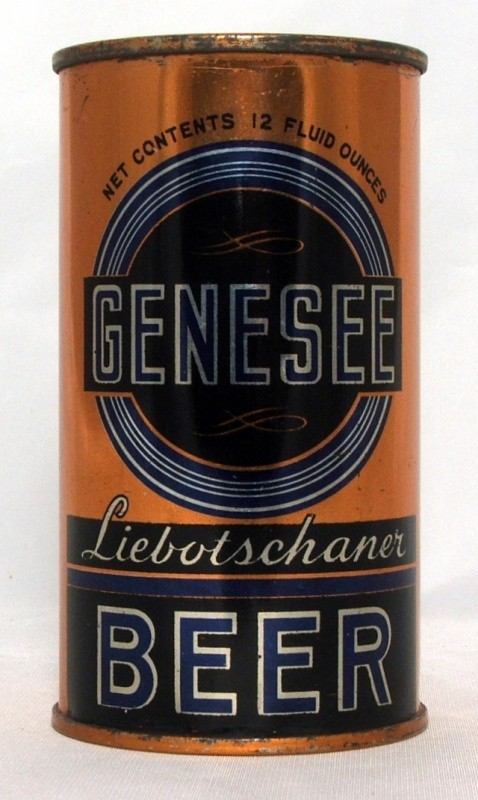 NET CONTENTS 12 FLUID OUNCES
GENESEE
Liebotschaner
BEER